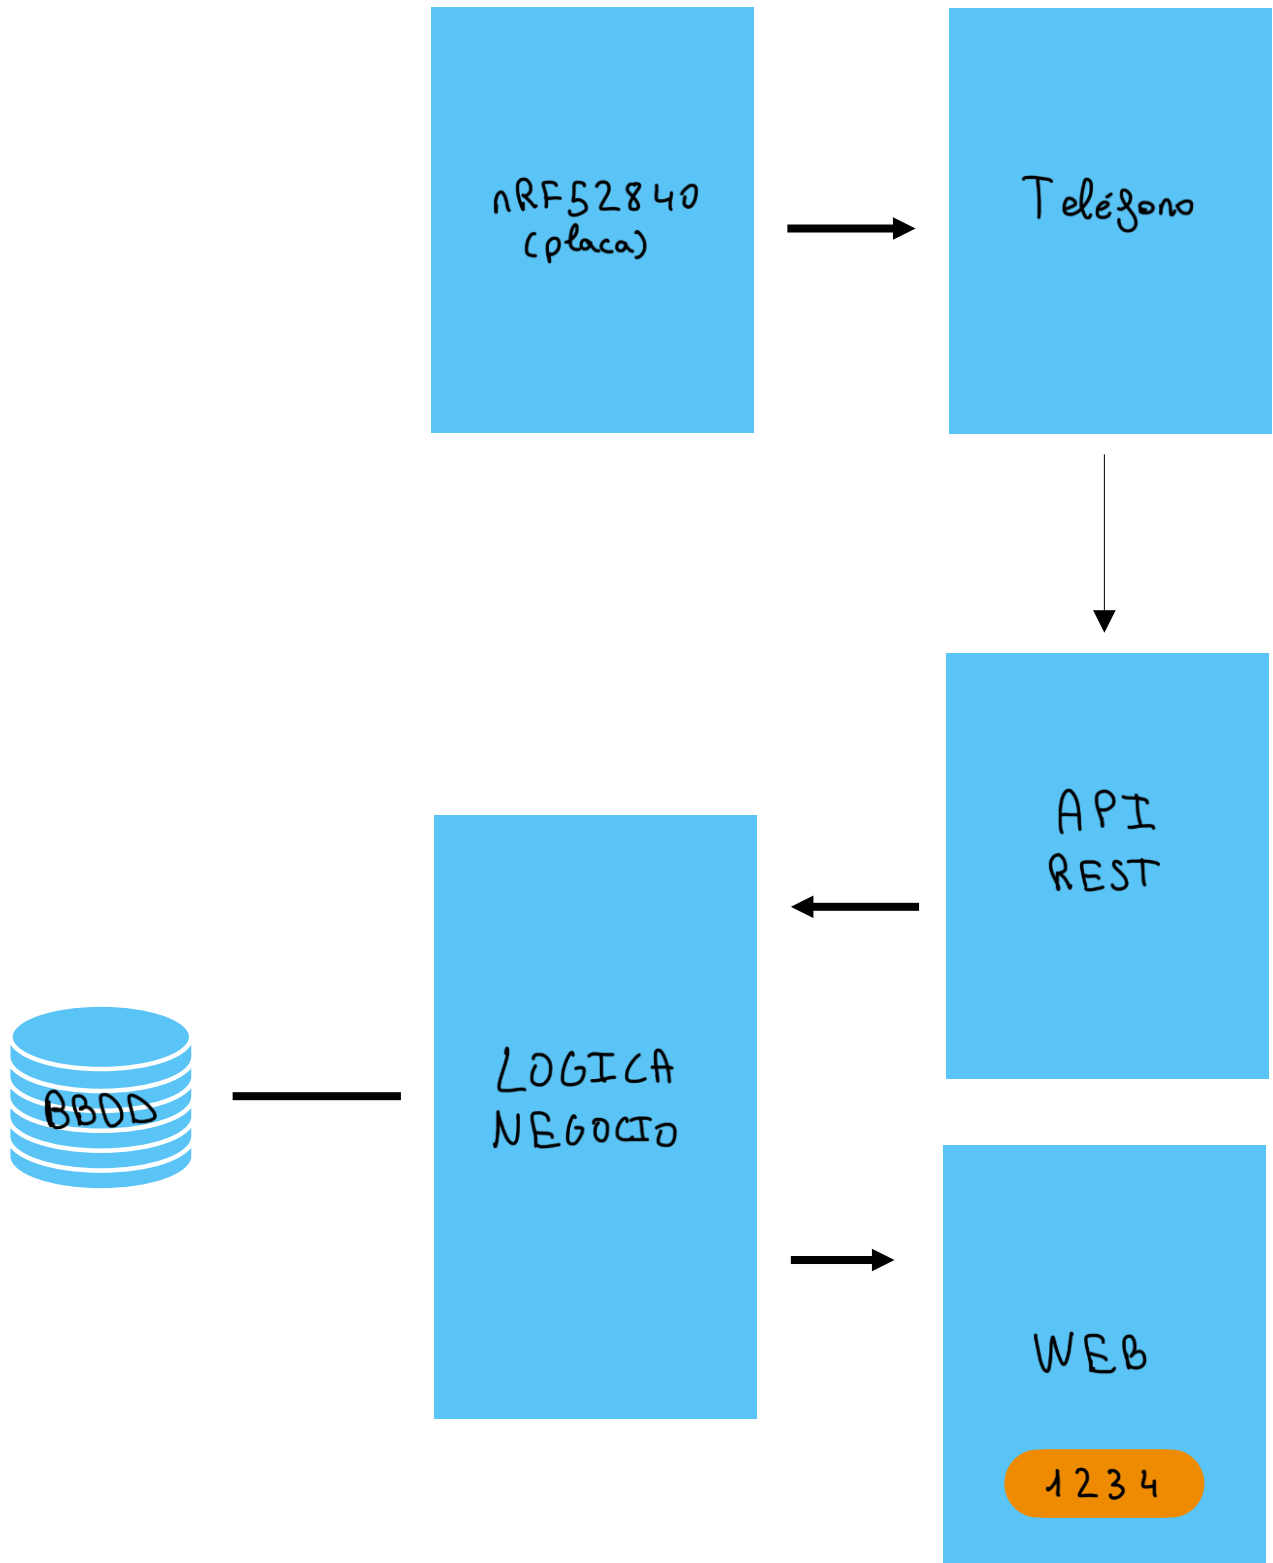 nRF52840
(placa)
Teléfono
API
REST
LOGICA
NEGOCIO
BBDD
WEB
1234